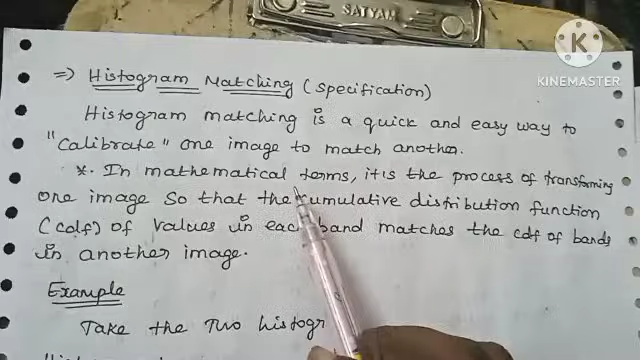 SATYAM
K
KINEMASTER
=> Histogram Matching (Specification)
Histogram matching is a quick and easy way to
"Calibrate" one image to match another.
*. In mathematical terms, it is the process of transforming
one image so that the cumulative distribution function
(cdf) of values in each band matches the cdf of bands
in another image.
Example
Take the Two histogr